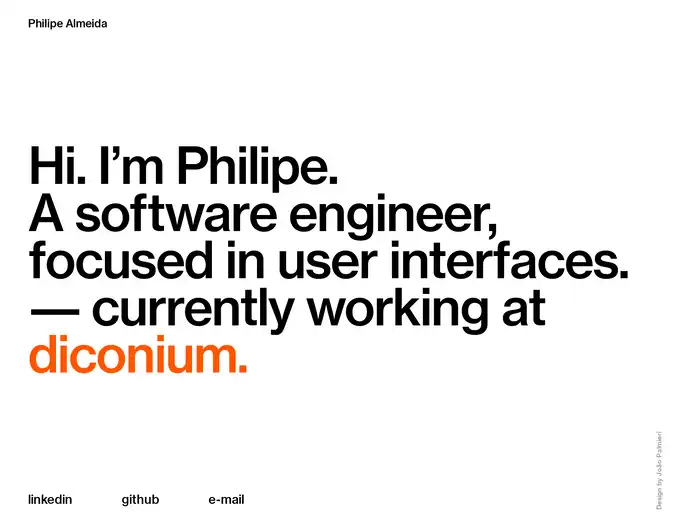 Philipe Almeida
Hi. I’m Philipe.
A software engineer,
focused in user interfaces.
— currently working at
diconium.
linkedin
github
e-mail
Design by João Palmieri